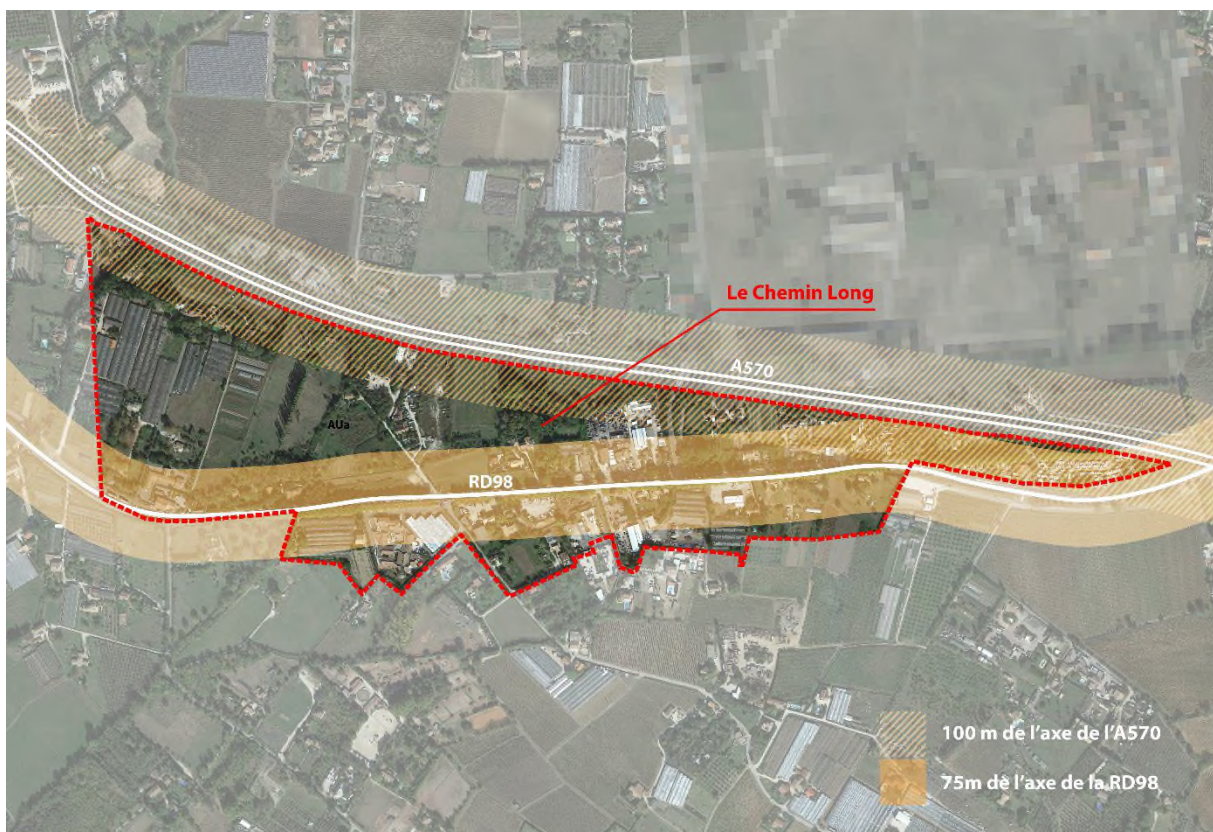 Le Chemin Long
A570
AUa
RD98
100 m de l'axe de l'A570
75m de l'axe de la RD98